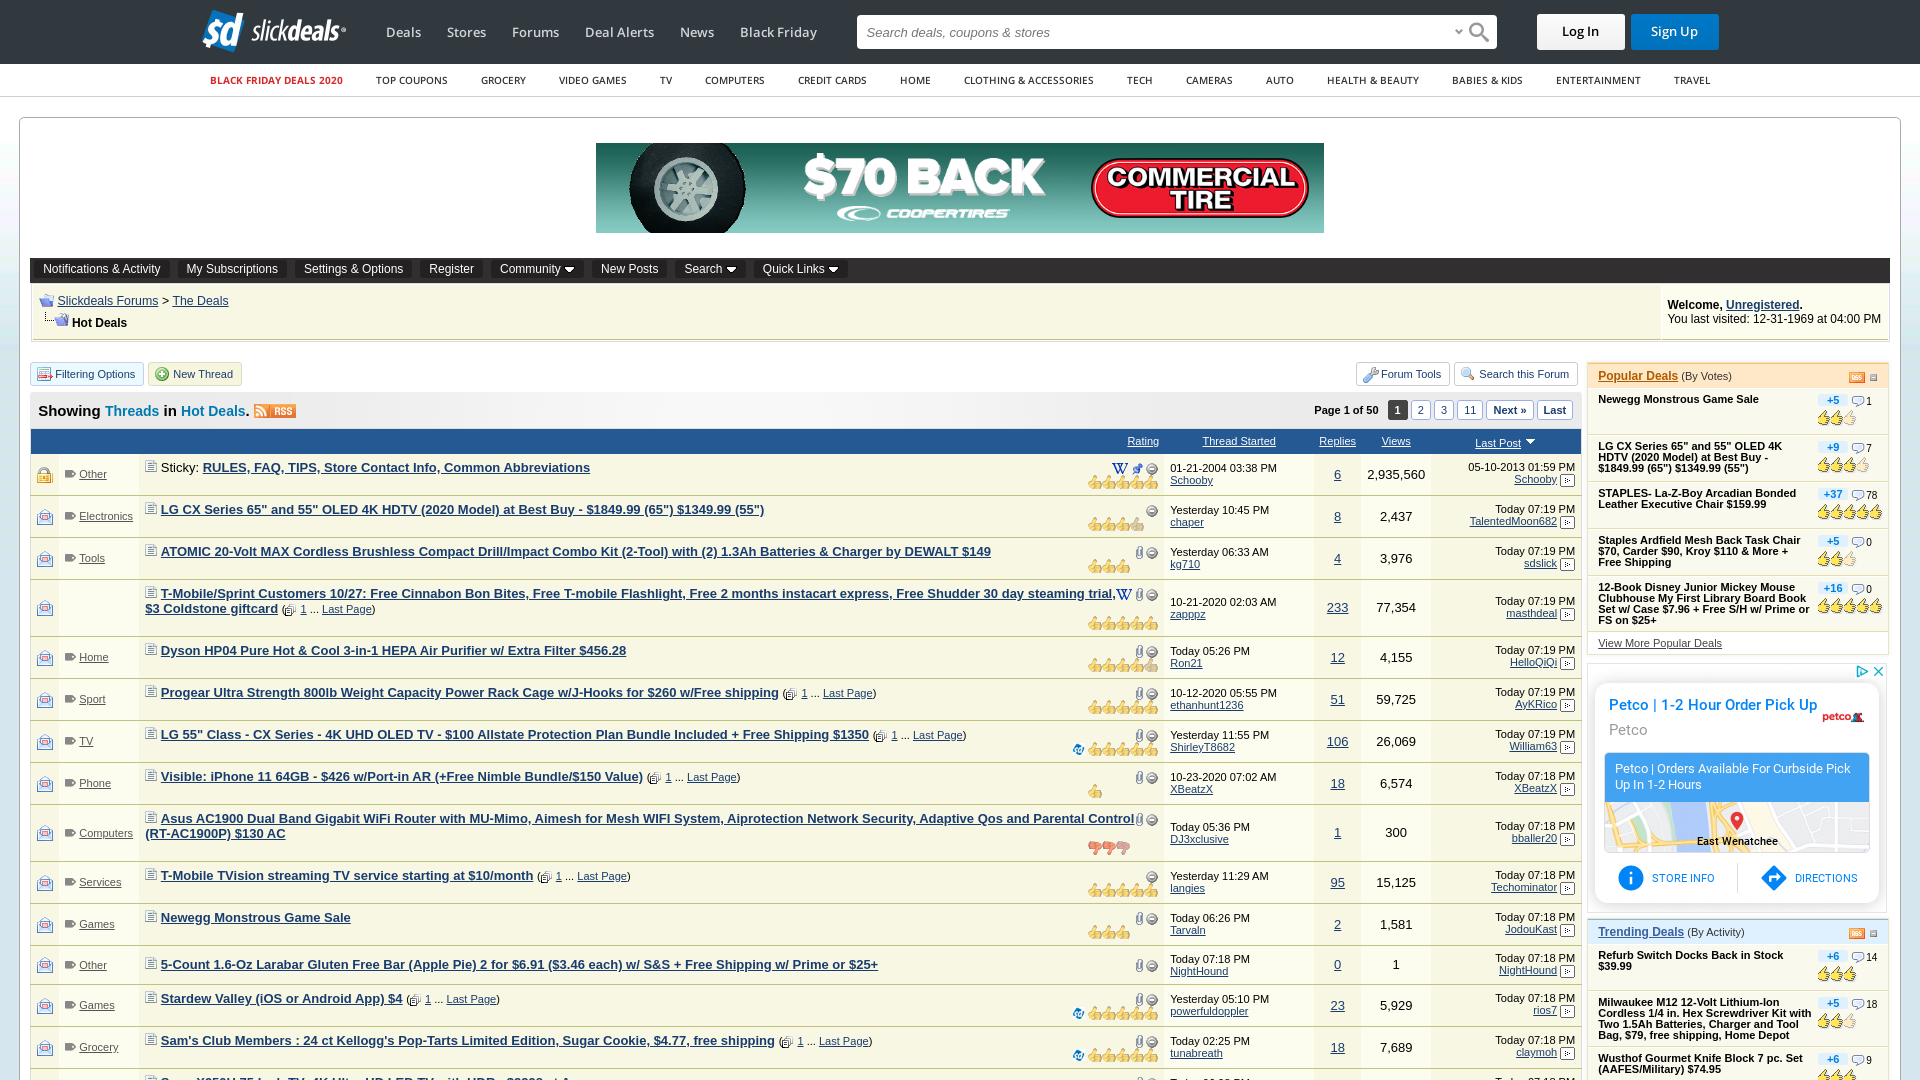 slickdeals
Deals
Stores
Forums
Deal Alerts
News
Black Friday
Search deals, coupons & stores
Log In
Sign Up
BLACK FRIDAY DEALS 2020
TOP COUPONS
GROCERY
VIDEO GAMES
TV
COMPUTERS
CREDIT CARDS
HOME
CLOTHING & ACCESSORIES
TECH
CAMERAS
AUTO
HEALTH & BEAUTY
BABIES & KIDS
ENTERTAINMENT
TRAVEL
$70 BACK
COOPERTIRES
COMMERCIAL
TIRE
Notifications & Activity
My Subscriptions
Settings & Options
Register
Community
New Posts
Search
Quick Links
Slickdeals Forums > The Deals
Hot Deals
Welcome, Unregistered.
You last visited: 12-31-1969 at 04:00 PM
Filtering Options
New Thread
Forum Tools
Search this Forum
Showing Threads in Hot Deals. RSS
Page 1 of 50 1 2 3 11 Next » Last
Rating Thread Started Replies Views Last Post
Other
Sticky: RULES, FAQ, TIPS, Store Contact Info, Common Abbreviations
01-21-2004 03:38 PM
Schooby
6
2,935,560
05-10-2013 01:59 PM
Schooby
Electronics
LG CX Series 65" and 55" OLED 4K HDTV (2020 Model) at Best Buy - $1849.99 (65") $1349.99 (55")
Yesterday 10:45 PM
chaper
8
2,437
Today 07:19 PM
TalentedMoon682
Tools
ATOMIC 20-Volt MAX Cordless Brushless Compact Drill/Impact Combo Kit (2-Tool) with (2) 1.3Ah Batteries & Charger by DEWALT $149
Yesterday 06:33 AM
kg710
4
3,976
Today 07:19 PM
sdslick
T-Mobile/Sprint Customers 10/27: Free Cinnabon Bon Bites, Free T-mobile Flashlight, Free 2 months instacart express, Free Shudder 30 day steaming trial,
$3 Coldstone giftcard ( 1 ... Last Page)
10-21-2020 02:03 AM
zapppz
233
77,354
Today 07:19 PM
masthdeal
Home
Dyson HP04 Pure Hot & Cool 3-in-1 HEPA Air Purifier w/ Extra Filter $456.28
Today 05:26 PM
Ron21
12
4,155
Today 07:19 PM
HelloQiQi
Sport
Progear Ultra Strength 800lb Weight Capacity Power Rack Cage w/J-Hooks for $260 w/Free shipping ( 1 ... Last Page)
10-12-2020 05:55 PM
ethanhunt1236
51
59,725
Today 07:19 PM
AyKRico
TV
LG 55" Class - CX Series - 4K UHD OLED TV - $100 Allstate Protection Plan Bundle Included + Free Shipping $1350 ( 1 ... Last Page)
Yesterday 11:55 PM
ShirleyT8682
106
26,069
Today 07:19 PM
William63
Phone
Visible: iPhone 11 64GB - $426 w/Port-in AR (+Free Nimble Bundle/$150 Value) ( 1 ... Last Page)
10-23-2020 07:02 AM
XBeatzX
18
6,574
Today 07:18 PM
XBeatzX
Computers
Asus AC1900 Dual Band Gigabit WiFi Router with MU-Mimo, Aimesh for Mesh WIFI System, Aiprotection Network Security, Adaptive Qos and Parental Control
(RT-AC1900P) $130 AC
Today 05:36 PM
DJ3xclusive
1
300
Today 07:18 PM
bballer20
Services
T-Mobile TVision streaming TV service starting at $10/month ( 1 ... Last Page)
Yesterday 11:29 AM
langies
95
15,125
Today 07:18 PM
Techominator
Games
Newegg Monstrous Game Sale
Today 06:26 PM
Tarvaln
2
1,581
Today 07:18 PM
JodouKast
Other
5-Count 1.6-Oz Larabar Gluten Free Bar (Apple Pie) 2 for $6.91 ($3.46 each) w/ S&S + Free Shipping w/ Prime or $25+
Today 07:18 PM
NightHound
0
1
Today 07:18 PM
NightHound
Games
Stardew Valley (iOS or Android App) $4 ( 1 ... Last Page)
Yesterday 05:10 PM
powerfuldoppler
23
5,929
Today 07:18 PM
rios7
Grocery
Sam's Club Members : 24 ct Kellogg's Pop-Tarts Limited Edition, Sugar Cookie, $4.77, free shipping ( 1 ... Last Page)
Today 02:25 PM
tunabreath
18
7,689
Today 07:18 PM
claymoh
Popular Deals (By Votes)
Newegg Monstrous Game Sale
+5 1
LG CX Series 65" and 55" OLED 4K
HDTV (2020 Model) at Best Buy -
$1849.99 (65") $1349.99 (55")
+9 7
STAPLES- La-Z-Boy Arcadian Bonded
Leather Executive Chair $159.99
+37 78
Staples Ardfield Mesh Back Task Chair
$70, Carder $90, Kroy $110 & More +
Free Shipping
+5 0
12-Book Disney Junior Mickey Mouse
Clubhouse My First Library Board Book
Set w/ Case $7.96 + Free S/H w/ Prime or
FS on $25+
+16 0
View More Popular Deals
Petco | 1-2 Hour Order Pick Up
Petco
petco
Petco | Orders Available For Curbside Pick
Up In 1-2 Hours
East Wenatchee
STORE INFO
DIRECTIONS
Trending Deals (By Activity)
Refurb Switch Docks Back in Stock
$39.99
+6 14
Milwaukee M12 12-Volt Lithium-Ion
Cordless 1/4 in. Hex Screwdriver Kit with
Two 1.5Ah Batteries, Charger and Tool
Bag, $79, free shipping, Home Depot
+5 18
Wusthof Gourmet Knife Block 7 pc. Set
(AAFES/Military) $74.95
+6 9